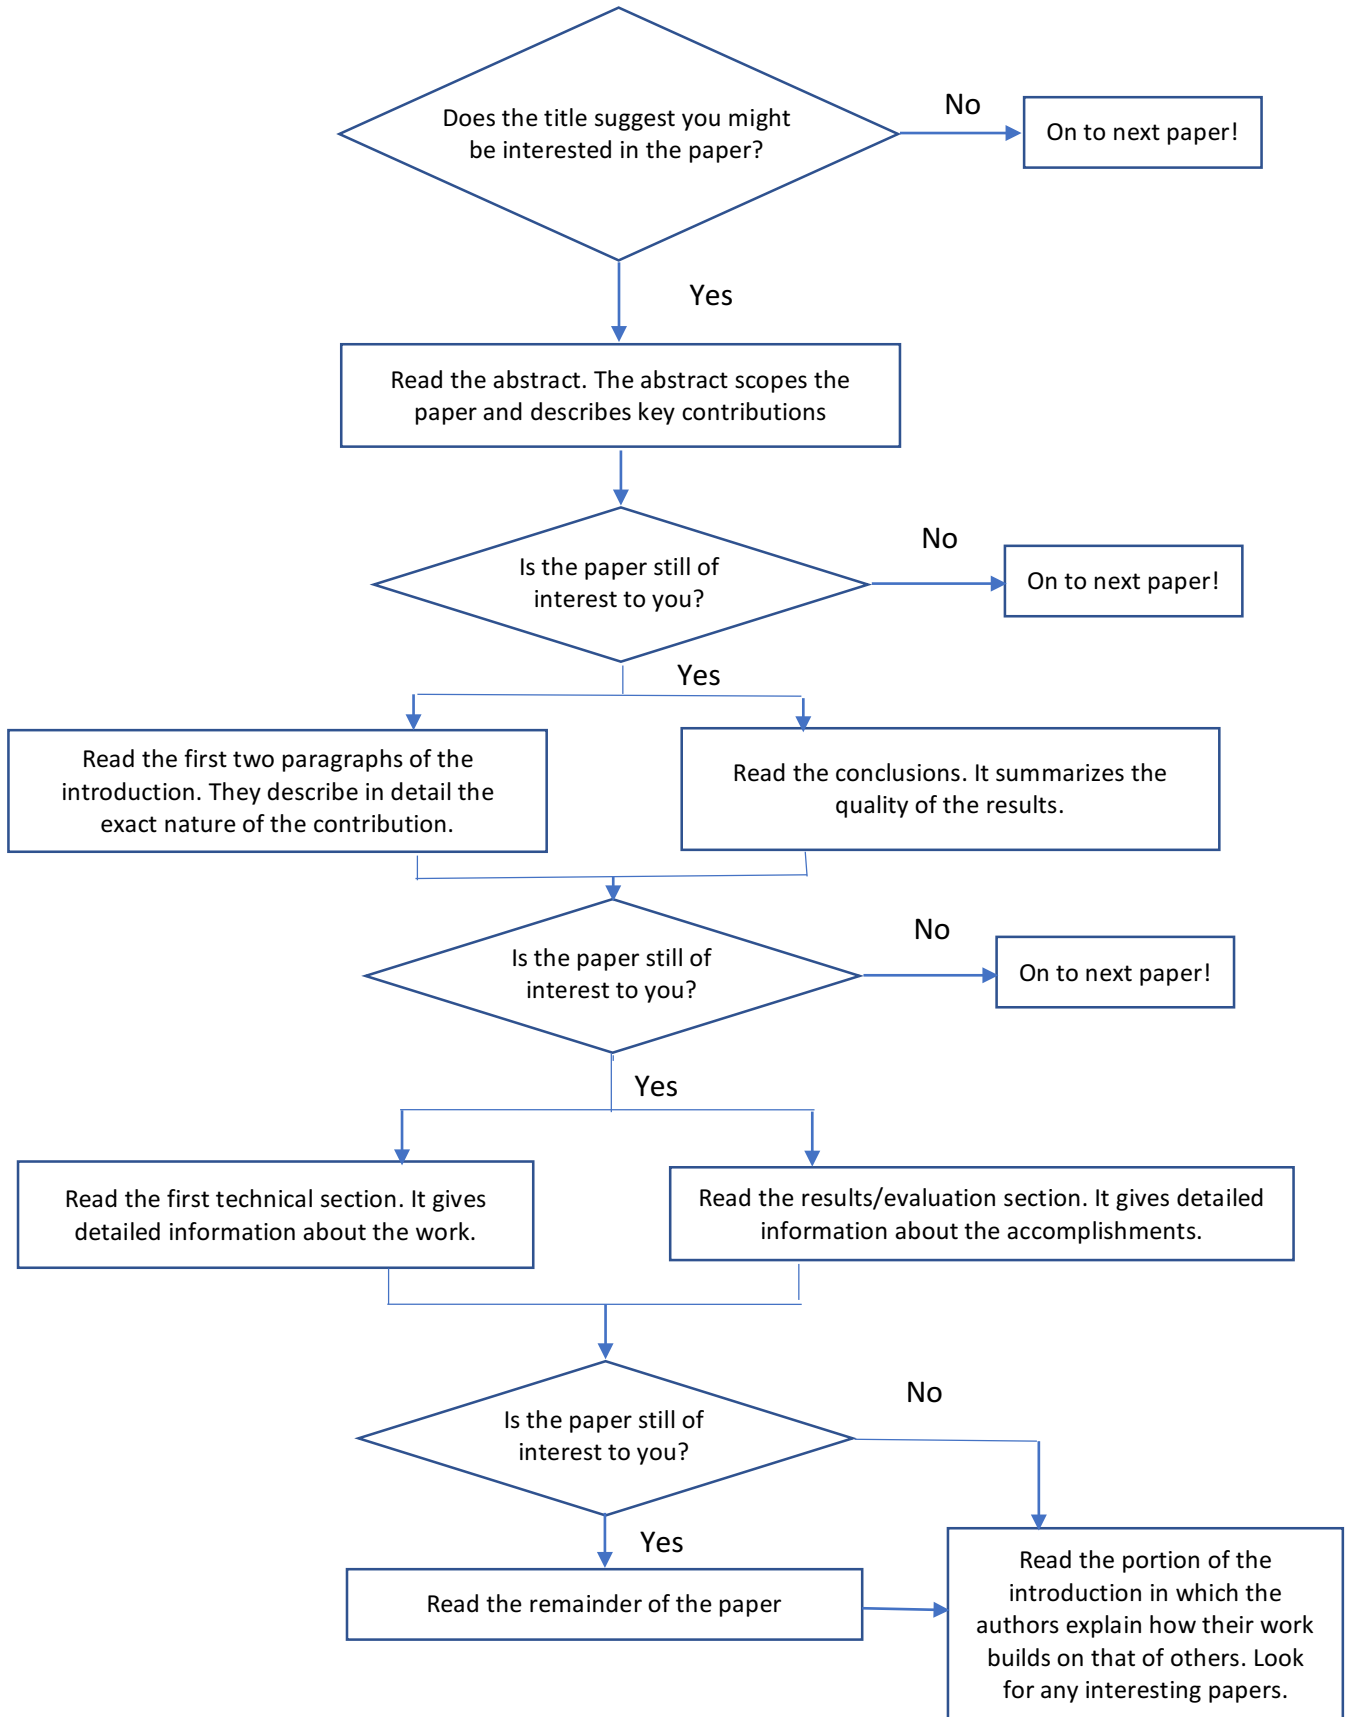 Does the title suggest you might
be interested in the paper?
No
On to next paper!
Yes
Read the abstract. The abstract scopes the
paper and describes key contributions
Is the paper still of
interest to you?
No
On to next paper!
Yes
Read the first two paragraphs of the
introduction. They describe in detail the
exact nature of the contribution.
Read the conclusions. It summarizes the
quality of the results.
Is the paper still of
interest to you?
No
On to next paper!
Yes
Read the first technical section. It gives
detailed information about the work.
Read the results/evaluation section. It gives detailed
information about the accomplishments.
Is the paper still of
interest to you?
No
Yes
Read the remainder of the paper
Read the portion of the
introduction in which the
authors explain how their work
builds on that of others. Look
for any interesting papers.